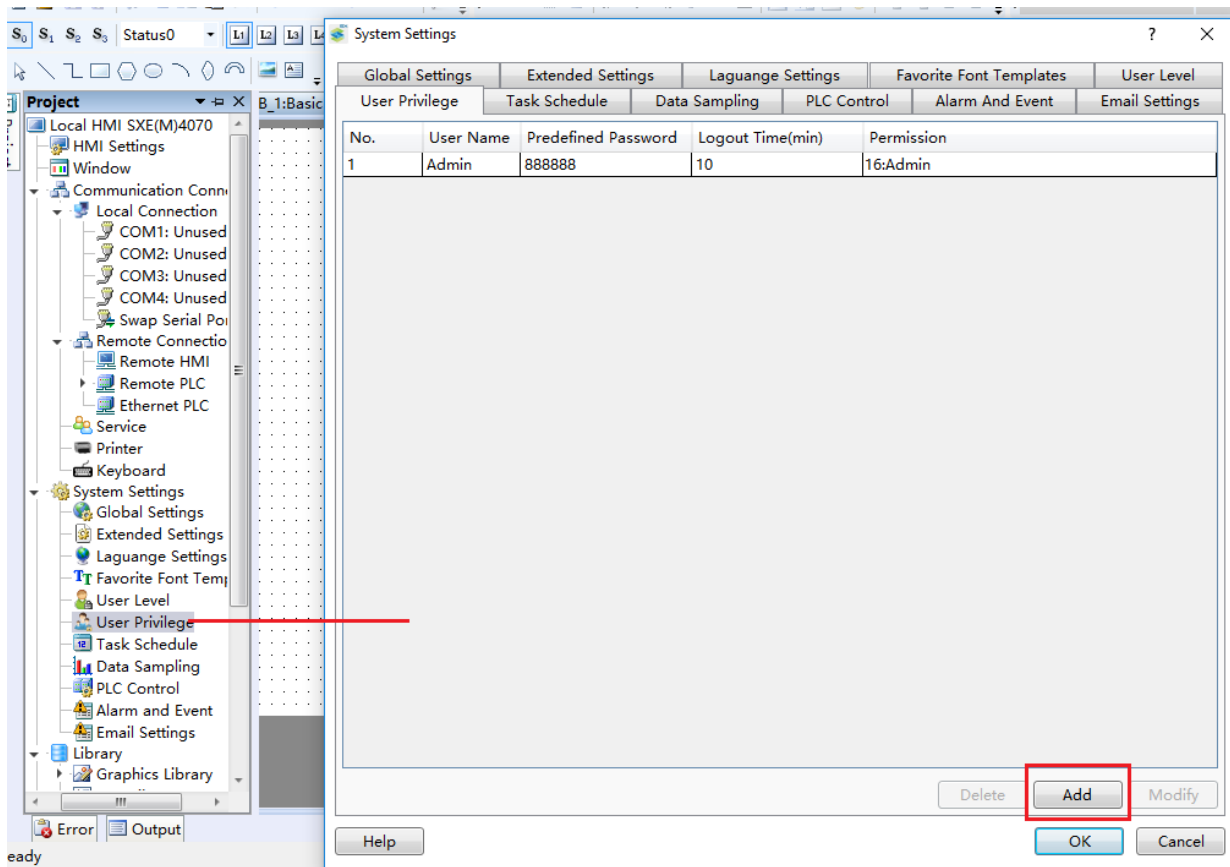 S0 S1 S2 S3 Status0 L1 L2 L3
Project
B_1:Basic
Local HMI SXE(M)4070
HMI Settings
Window
Communication Conn
Local Connection
COM1: Unused
COM2: Unused
COM3: Unused
COM4: Unused
Swap Serial Po
Remote Connectio
Remote HMI
Remote PLC
Ethernet PLC
Service
Printer
Keyboard
System Settings
Global Settings
Extended Settings
Laguange Settings
Favorite Font Temp
User Level
User Privilege
Task Schedule
Data Sampling
PLC Control
Alarm and Event
Email Settings
Library
Graphics Library
Error Output
eady
System Settings ?
Global Settings Extended Settings Laguange Settings Favorite Font Templates User Level
User Privilege Task Schedule Data Sampling PLC Control Alarm And Event Email Settings
No. User Name Predefined Password Logout Time(min) Permission
1 Admin 888888 10 16:Admin
Delete Add Modify
Help OK Cancel